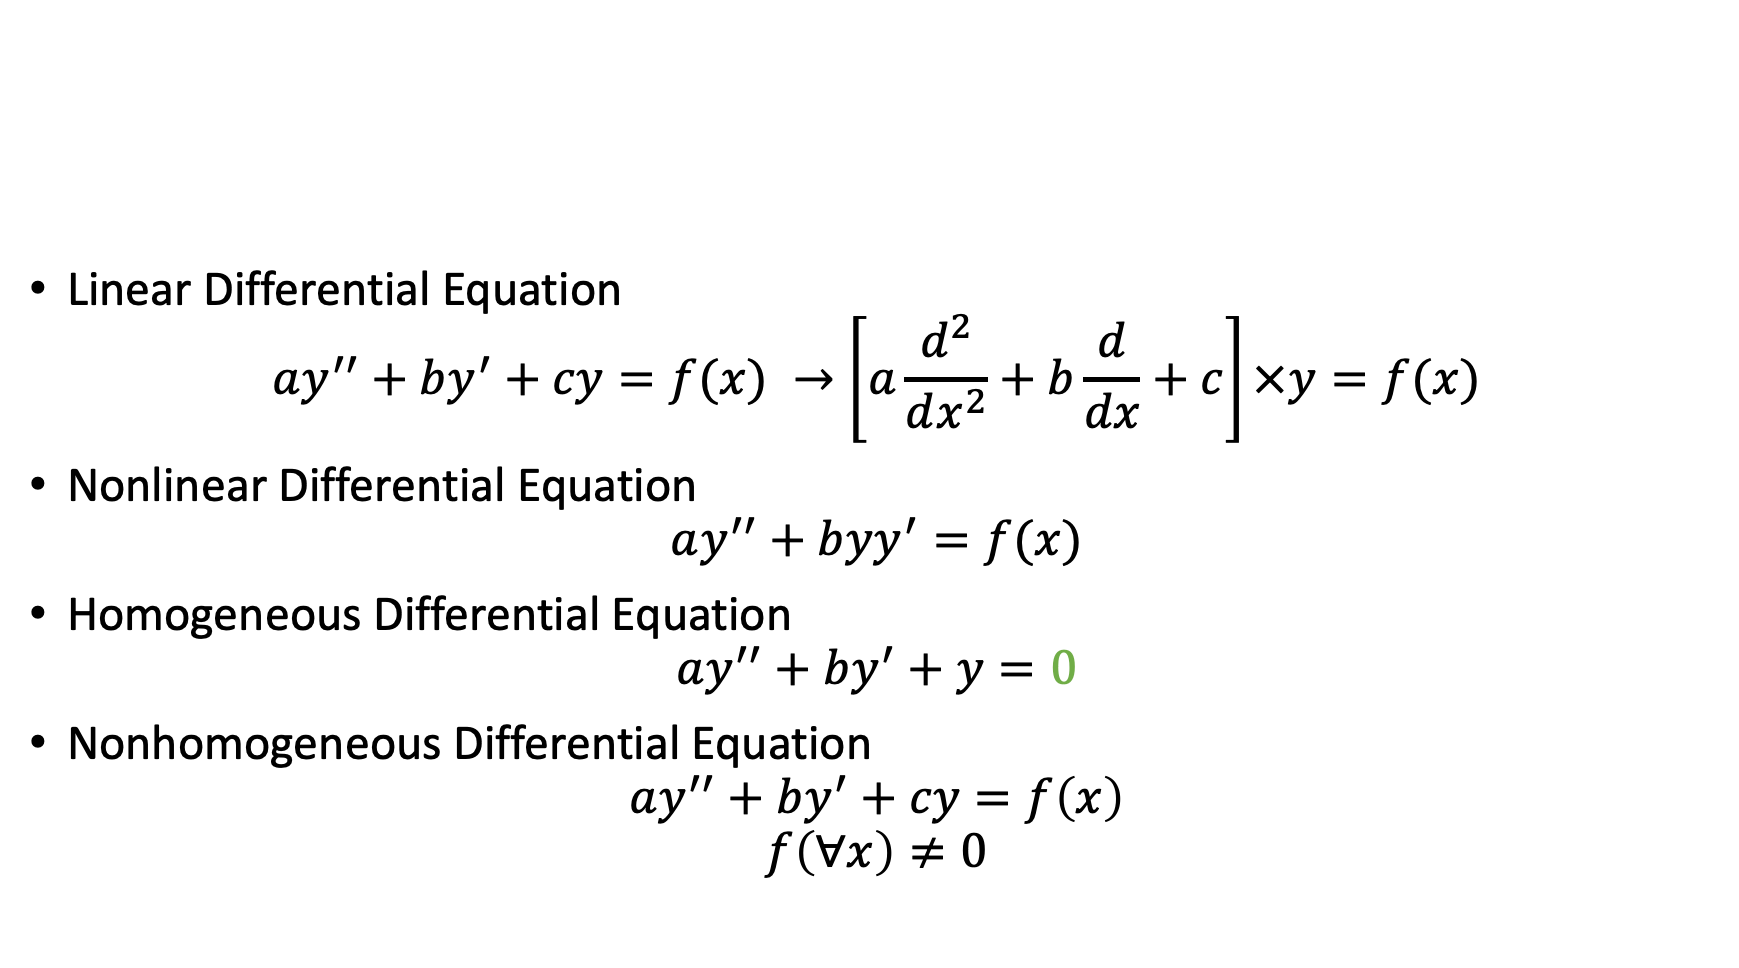 • Linear Differential Equation
ay′′ + by′ + cy = f(x) → [a d²/dx² + b d/dx + c] ×y = f(x)
• Nonlinear Differential Equation
ay′′ + byy′ = f(x)
• Homogeneous Differential Equation
ay′′ + by′ + y = 0
• Nonhomogeneous Differential Equation
ay′′ + by′ + cy = f(x)
f(∀x) ≠ 0